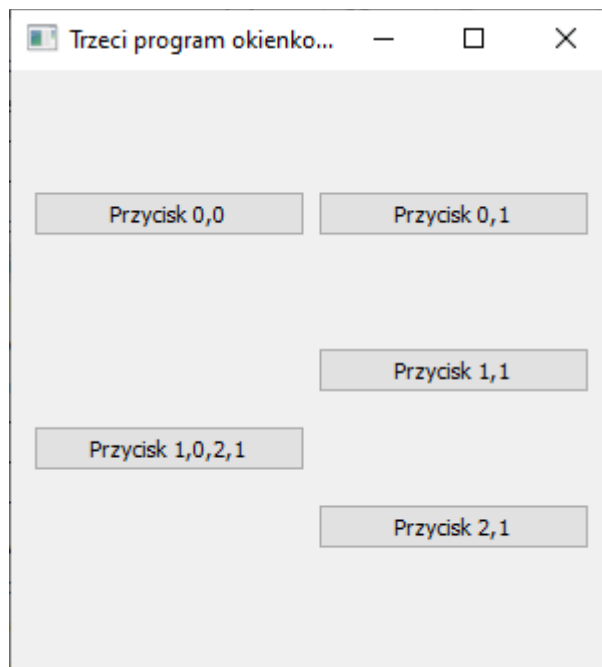 Trzeci program okienko...
Przycisk 0,0
Przycisk 0,1
Przycisk 1,1
Przycisk 1,0,2,1
Przycisk 2,1